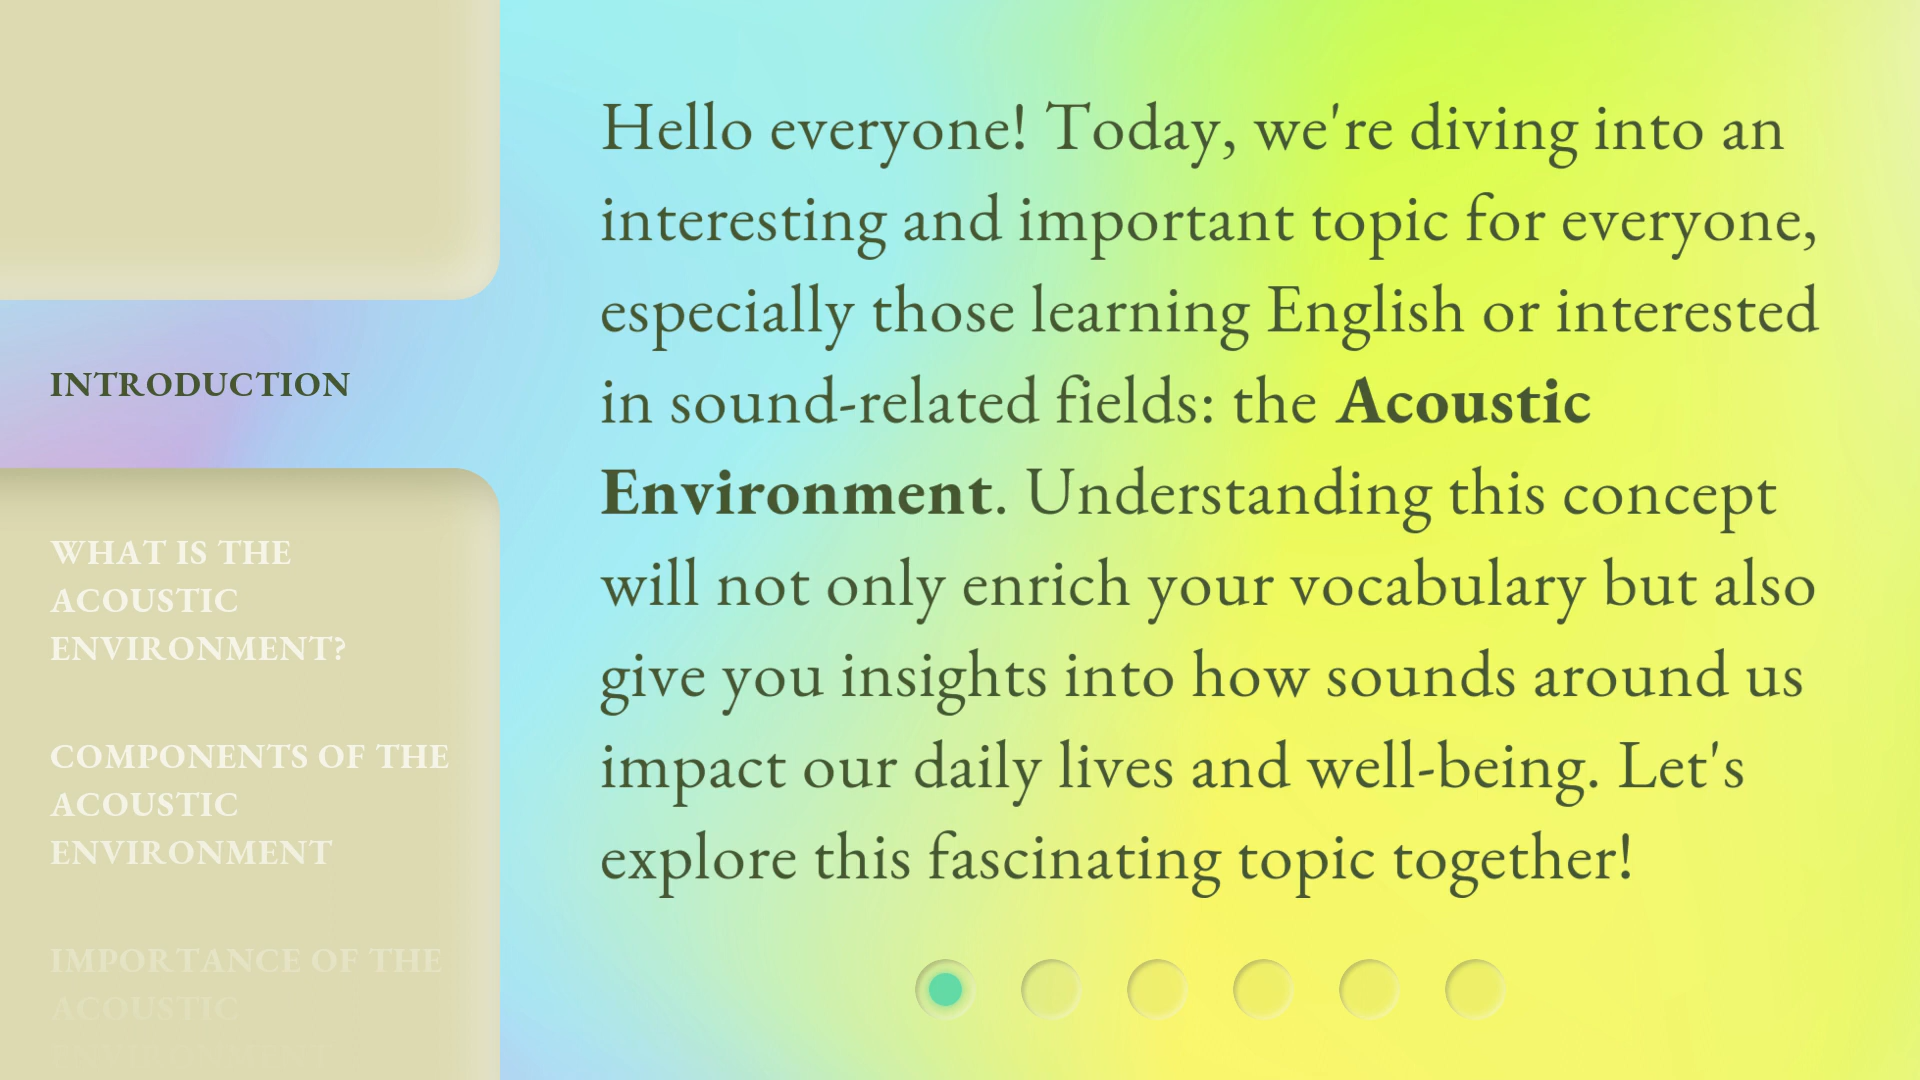 INTRODUCTION
WHAT IS THE
ACOUSTIC
ENVIRONMENT?
COMPONENTS OF THE
ACOUSTIC
ENVIRONMENT
IMPORTANCE OF THE
ACOUSTIC
ENVIRONMENT
Hello everyone! Today, we're diving into an
interesting and important topic for everyone,
especially those learning English or interested
in sound-related fields: the Acoustic
Environment. Understanding this concept
will not only enrich your vocabulary but also
give you insights into how sounds around us
impact our daily lives and well-being. Let's
explore this fascinating topic together!